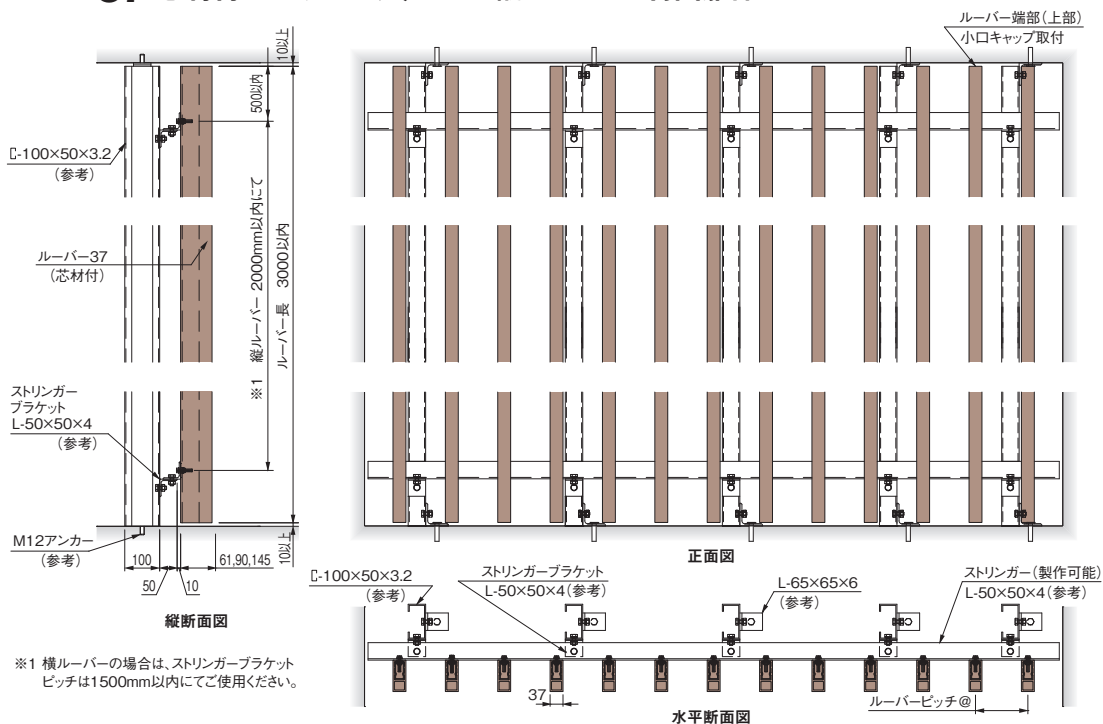 ルーバー端部(上部)
小口キャップ取付
10以上
500以内
C-100×50×3.2
(参考)
ルーバー37
(芯材付)
※1 縦ルーバー 2000mm以内にて
ルーバー長 3000以内
ストリンガー
ブラケット
L-50×50×4
(参考)
M12アンカー
(参考)
100
61,90,145
50
10
10以上
縦断面図
正面図
C-100×50×3.2
(参考)
ストリンガーブラケット
L-50×50×4(参考)
L-65×65×6
(参考)
ストリンガー(製作可能)
L-50×50×4(参考)
37
ルーバーピッチ@
水平断面図
※1 横ルーバーの場合は、ストリンガーブラケット
ピッチは1500mm以内にてご使用ください。